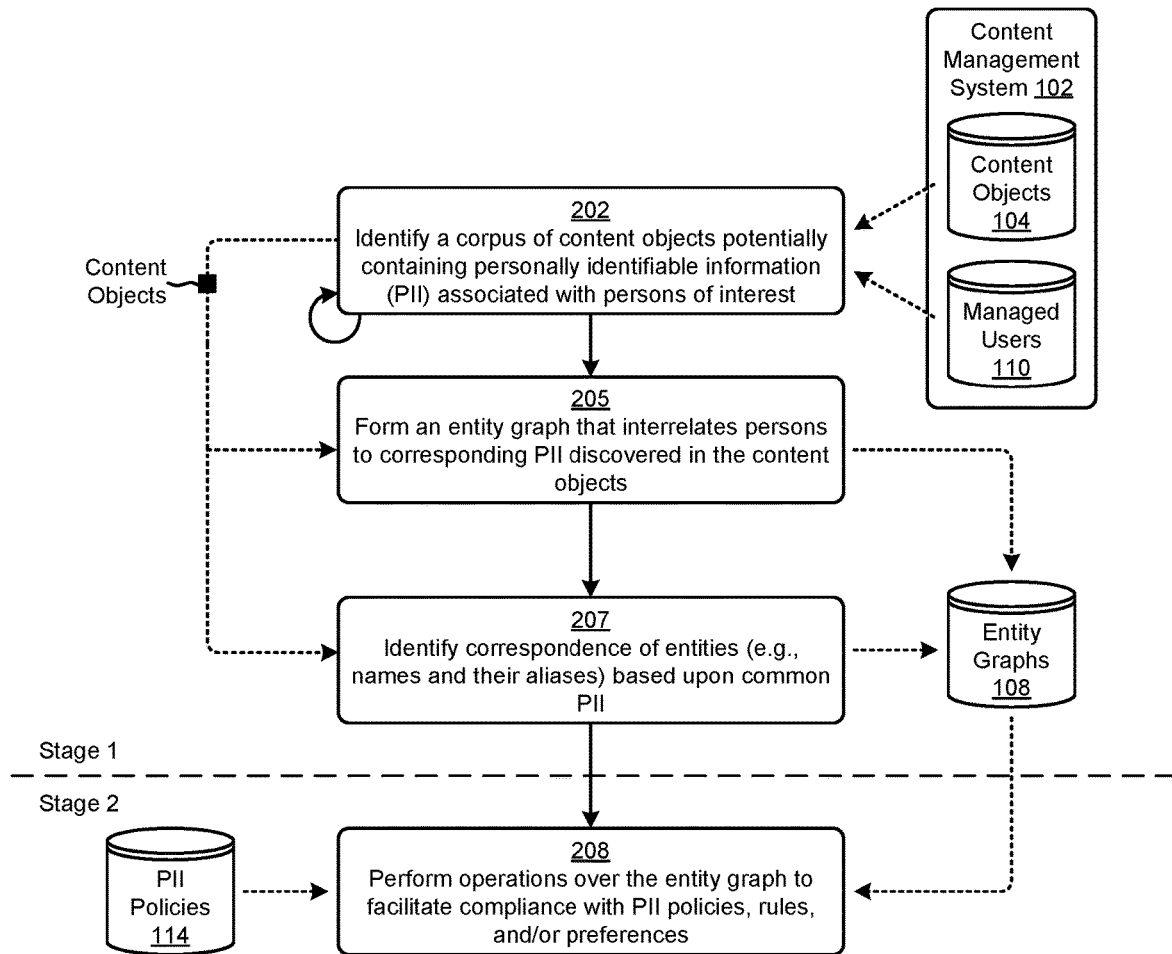 Content
Management
System 102
Content
Objects
104
Managed
Users
110
202
Identify a corpus of content objects potentially
containing personally identifiable information
(PII) associated with persons of interest
Content
Objects
205
Form an entity graph that interrelates persons
to corresponding PII discovered in the content
objects
207
Identify correspondence of entities (e.g.,
names and their aliases) based upon common
PII
Entity
Graphs
108
Stage 1
Stage 2
PII
Policies
114
208
Perform operations over the entity graph to
facilitate compliance with PII policies, rules,
and/or preferences